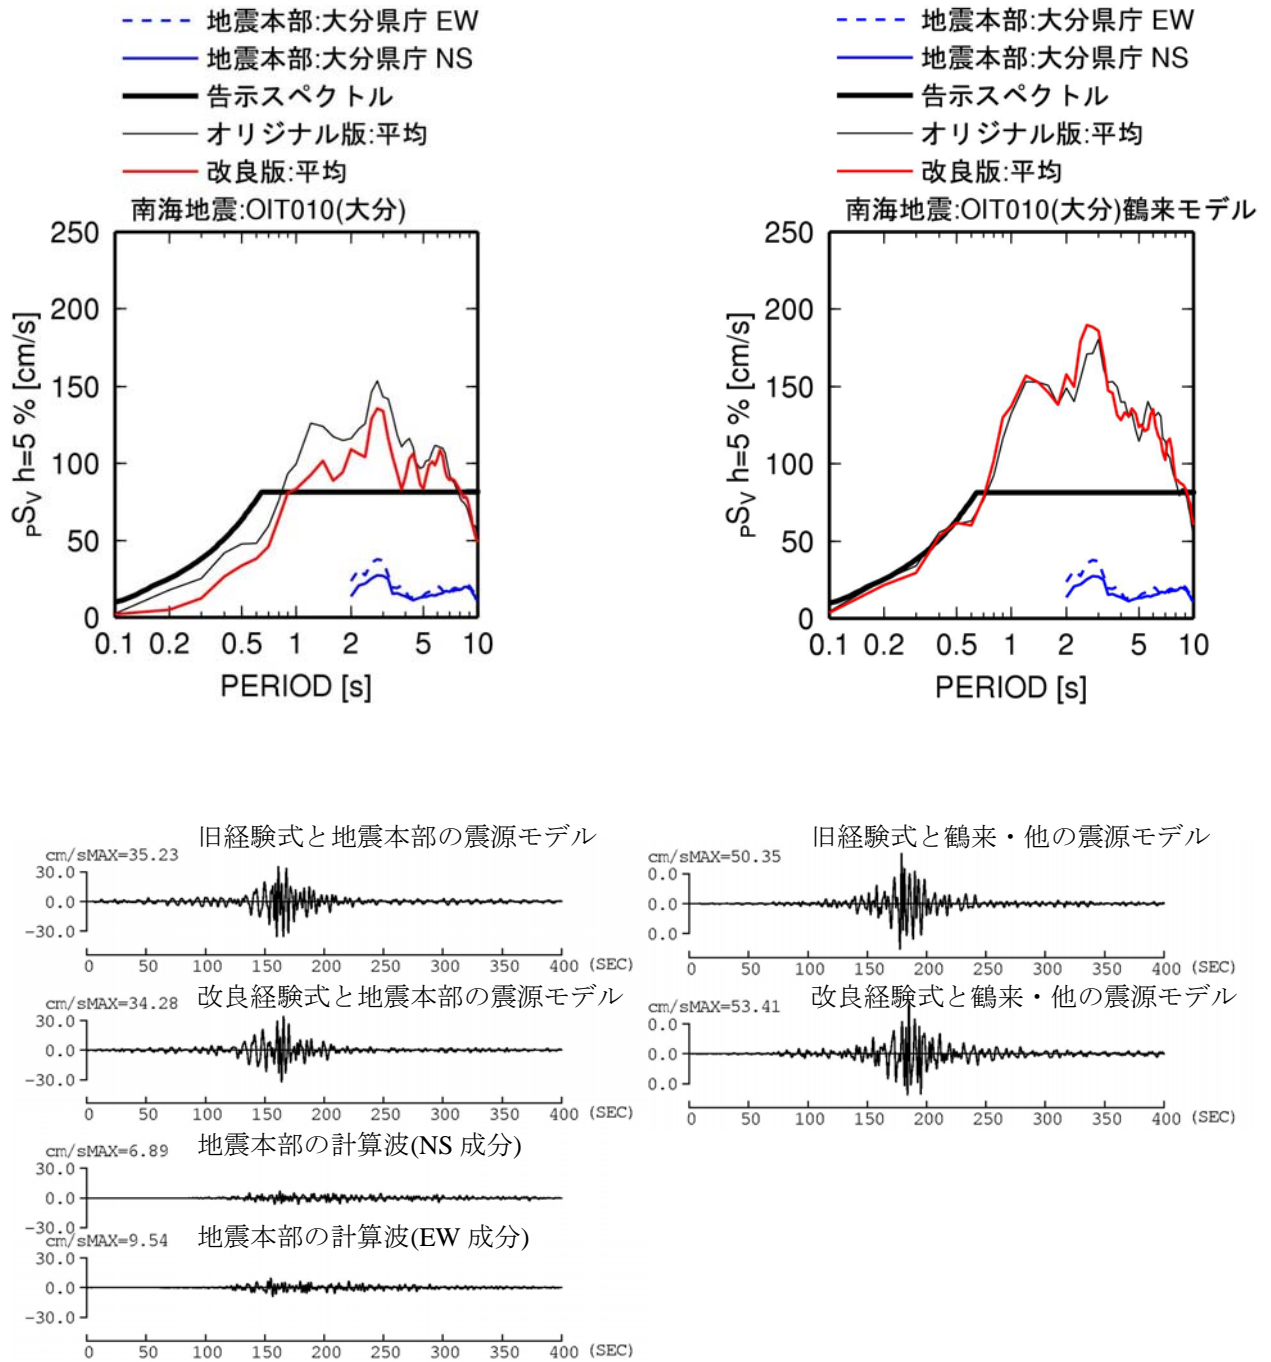 地震本部:大分県庁 EW
地震本部:大分県庁 NS
告示スペクトル
オリジナル版:平均
改良版:平均
南海地震:OIT010(大分)
250
200
150
100
50
0
PSV h=5 % [cm/s]
0.1 0.2 0.5 1 2 5 10
PERIOD [s]
地震本部:大分県庁 EW
地震本部:大分県庁 NS
告示スペクトル
オリジナル版:平均
改良版:平均
南海地震:OIT010(大分)鶴来モデル
250
200
150
100
50
0
PSV h=5 % [cm/s]
0.1 0.2 0.5 1 2 5 10
PERIOD [s]
旧経験式と地震本部の震源モデル
cm/sMAX=35.23
30.0
0.0
-30.0
0 50 100 150 200 250 300 350 400 (SEC)
改良経験式と地震本部の震源モデル
cm/sMAX=34.28
30.0
0.0
-30.0
0 50 100 150 200 250 300 350 400 (SEC)
地震本部の計算波(NS 成分)
cm/sMAX=6.89
30.0
0.0
-30.0
地震本部の計算波(EW 成分)
cm/sMAX=9.54
30.0
0.0
-30.0
0 50 100 150 200 250 300 350 400 (SEC)
旧経験式と鶴来・他の震源モデル
cm/sMAX=50.35
0.0
0.0
0.0
0 50 100 150 200 250 300 350 400 (SEC)
改良経験式と鶴来・他の震源モデル
cm/sMAX=53.41
0.0
0.0
0.0
0 50 100 150 200 250 300 350 400 (SEC)